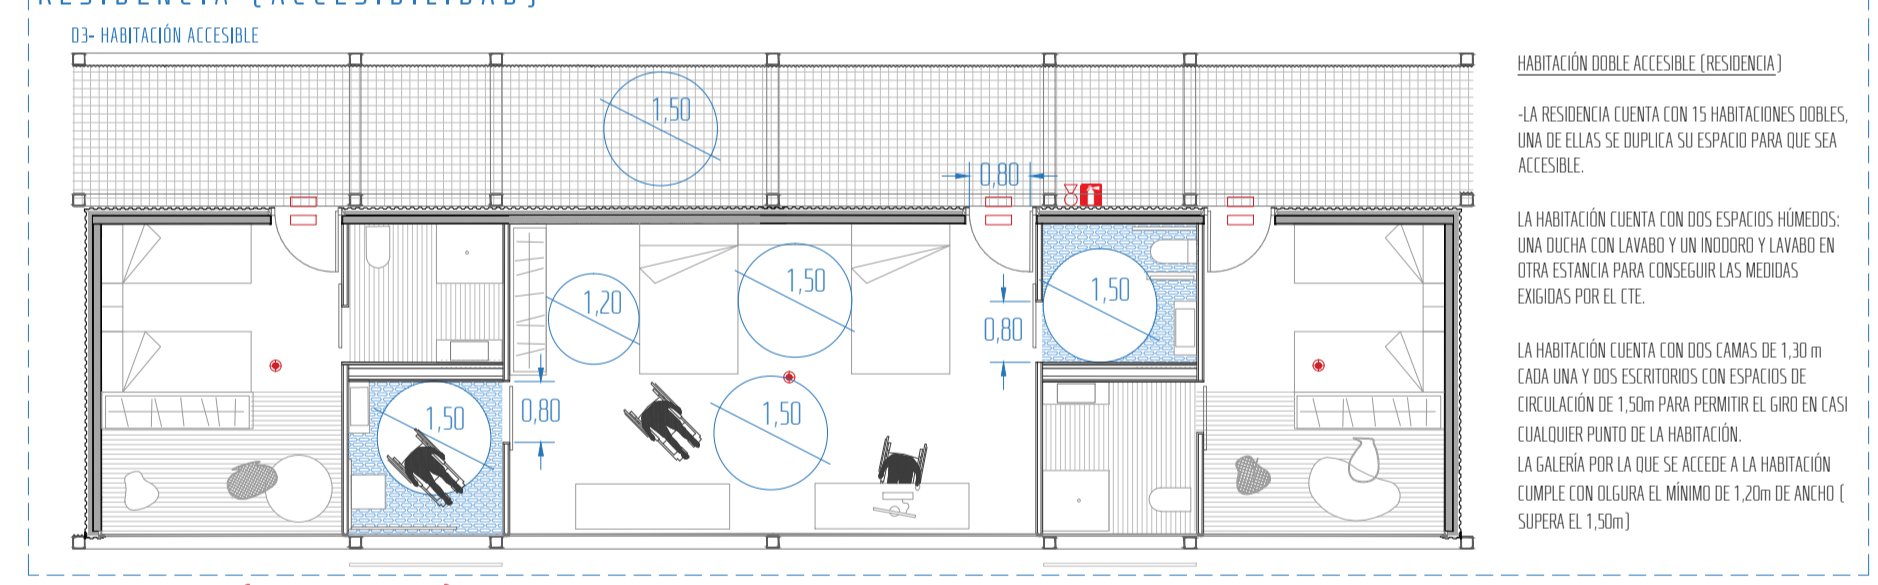 RESIDENCIA (ACCESIBILIDAD)
D3- HABITACIÓN ACCESIBLE
1,50
0,80
1,20
1,50
1,50
0,80
1,50
0,80
1,50
HABITACIÓN DOBLE ACCESIBLE (RESIDENCIA)
-LA RESIDENCIA CUENTA CON 15 HABITACIONES DOBLES,
UNA DE ELLAS SE DUPLICA SU ESPACIO PARA QUE SEA
ACCESIBLE.
LA HABITACIÓN CUENTA CON DOS ESPACIOS HÚMEDOS:
UNA DUCHA CON LAVABO Y UN INODORO Y LAVABO EN
OTRA ESTANCIA PARA CONSEGUIR LAS MEDIDAS
EXIGIDAS POR EL CTE.
LA HABITACIÓN CUENTA CON DOS CAMAS DE 1,30 m
CADA UNA Y DOS ESCRITORIOS CON ESPACIOS DE
CIRCULACIÓN DE 1,50m PARA PERMITIR EL GIRO EN CASI
CUALQUIER PUNTO DE LA HABITACIÓN.
LA GALERÍA POR LA QUE SE ACCEDE A LA HABITACIÓN
CUMPLE CON OLGURA EL MÍNIMO DE 1,20m DE ANCHO (
SUPERA EL 1,50m)